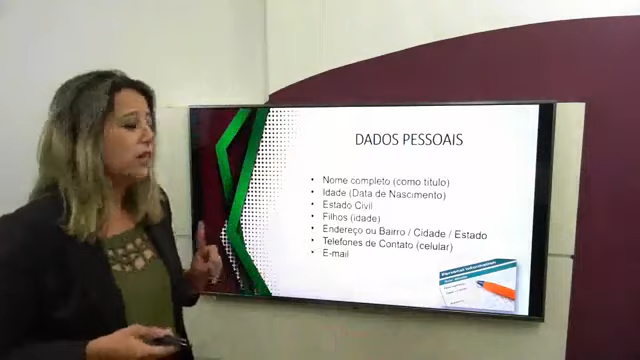 DADOS PESSOAIS
• Nome completo (como título)
• Idade (Data de Nascimento)
• Estado Civil
• Filhos (idade)
• Endereço ou Bairro / Cidade / Estado
• Telefones de Contato (celular)
• E-mail
Personal Information